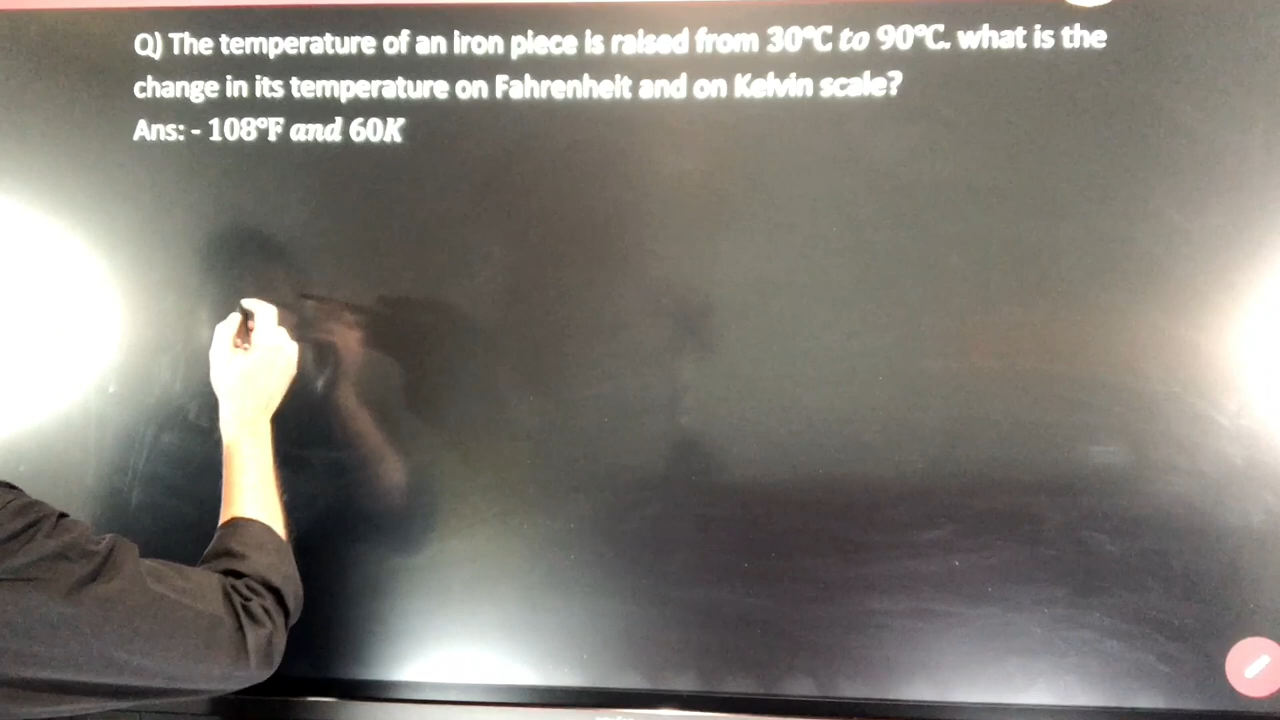 Q) The temperature of an iron piece is raised from 30°C to 90°C. what is the
change in its temperature on Fahrenheit and on Kelvin scale?
Ans: - 108°F and 60K